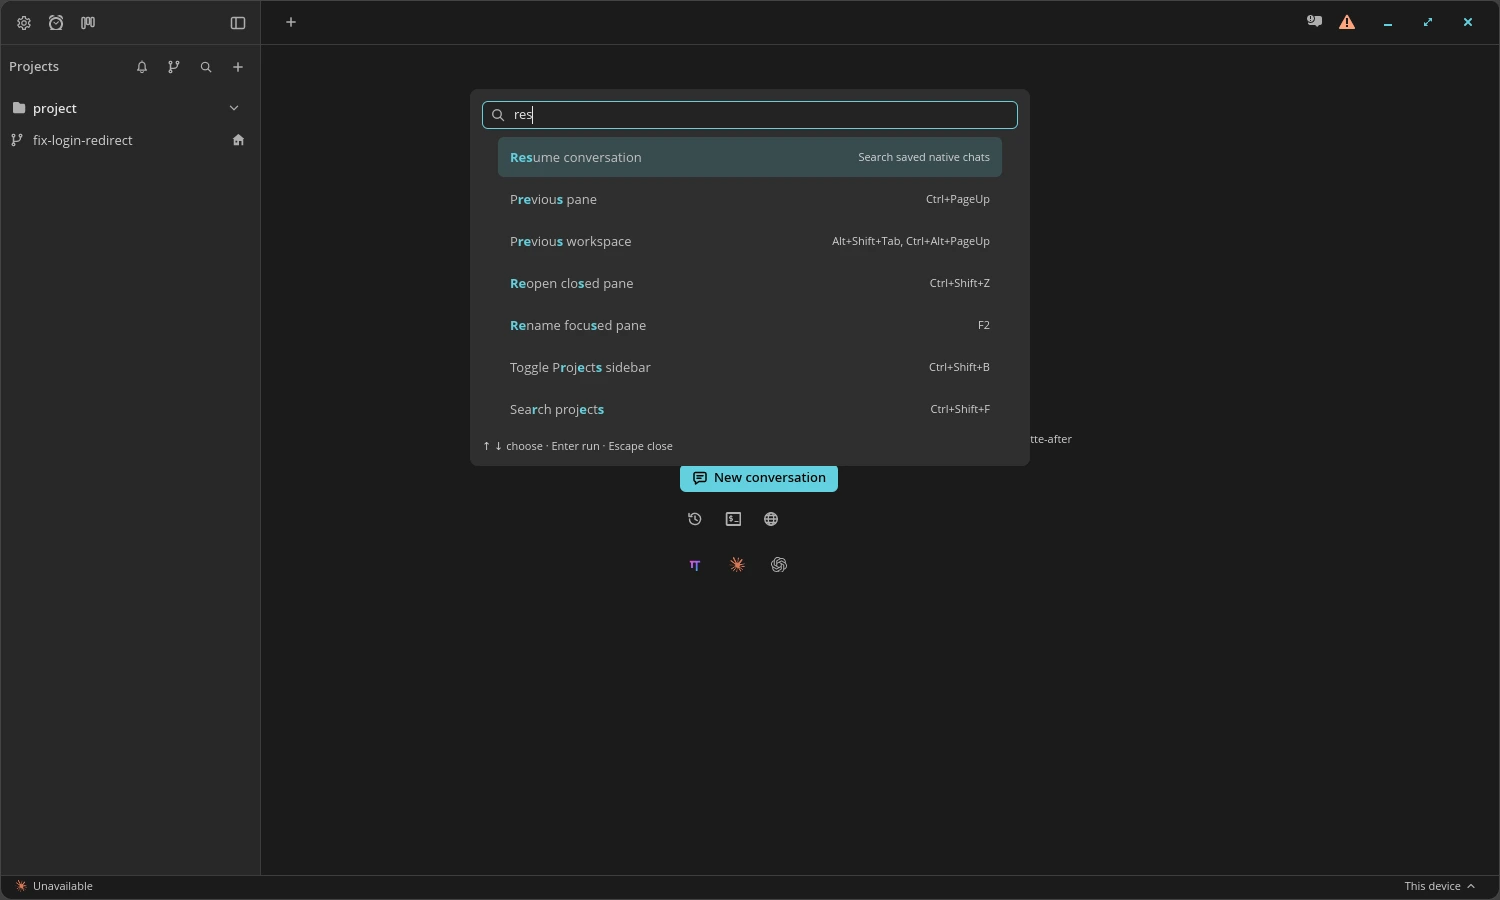 Projects
project
fix-login-redirect
res
Resume conversation Search saved native chats
Previous pane Ctrl+PageUp
Previous workspace Alt+Shift+Tab, Ctrl+Alt+PageUp
Reopen closed pane Ctrl+Shift+Z
Rename focused pane F2
Toggle Projects sidebar Ctrl+Shift+B
Search projects Ctrl+Shift+F
↑ ↓ choose · Enter run · Escape close
tte-after
New conversation
Unavailable
This device